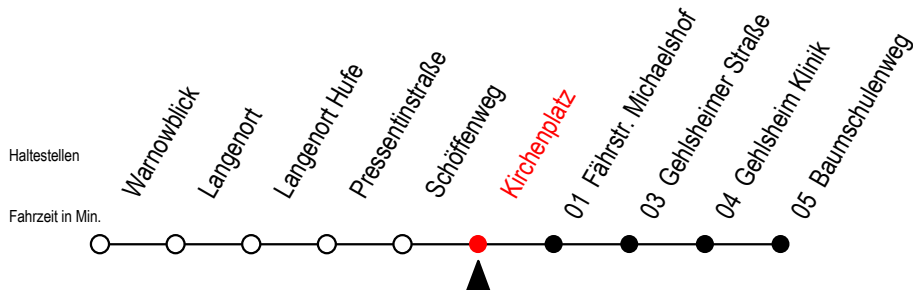 Haltestellen
Fahrzeit in Min.
Warnowblick
Langenort
Langenort Hufe
Pressentinstraße
Schöffenweg
Kirchenplatz
01 Fährstr. Michaelshof
03 Gehlsheimer Straße
04 Gehlsheim Klinik
05 Baumschulenweg